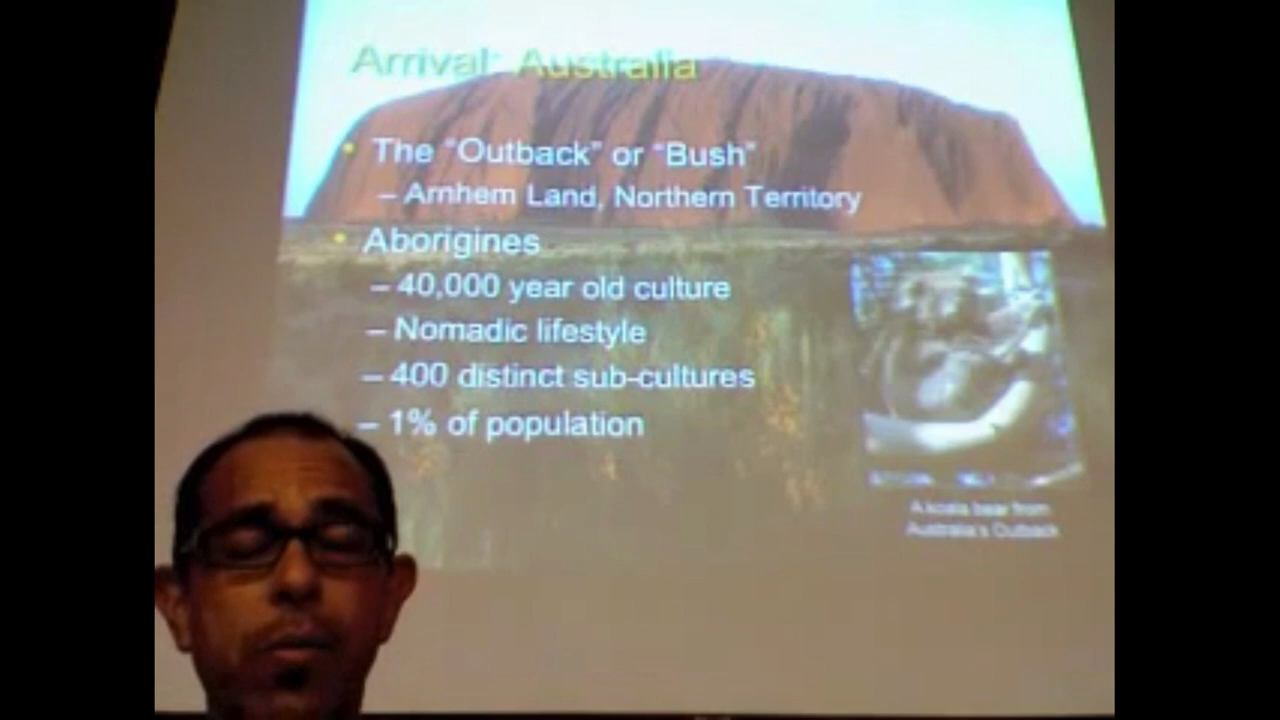 Arrival: Australia
• The "Outback" or "Bush"
– Arnhem Land, Northern Territory
• Aborigines
– 40,000 year old culture
– Nomadic lifestyle
– 400 distinct sub-cultures
– 1% of population
A koala bear from
Australia's Outback